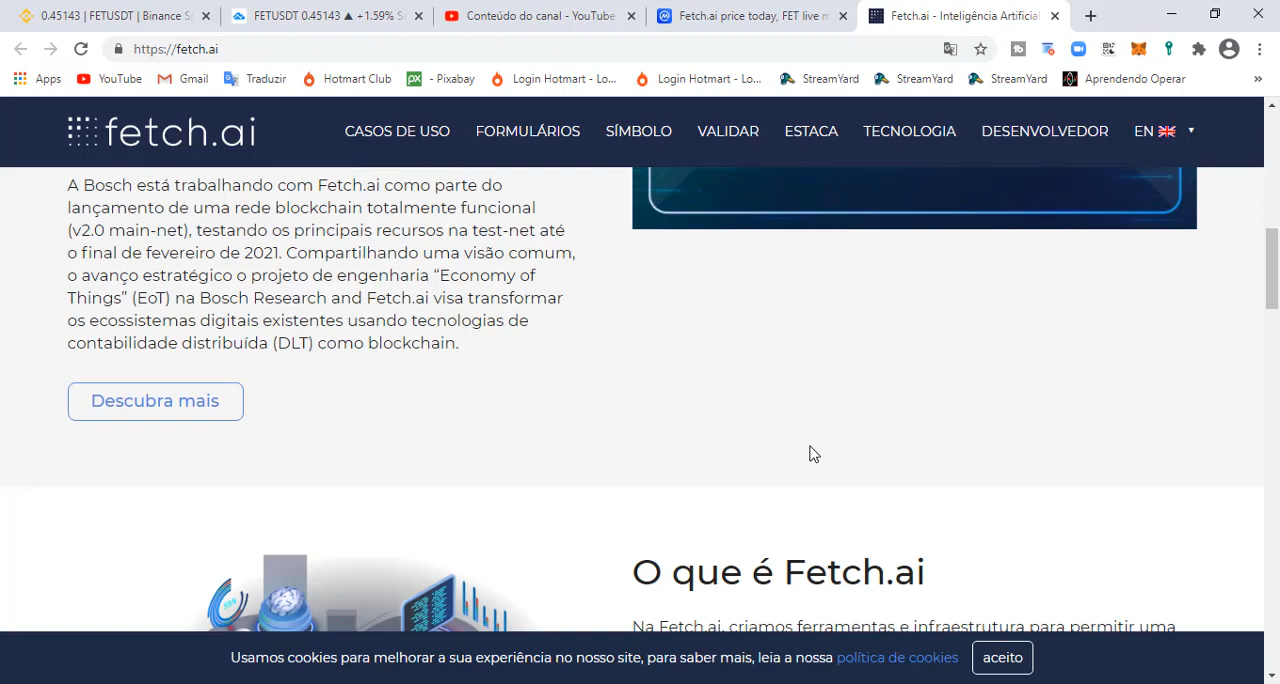 0.45143 | FETUSDT | Binance S
FETUSDT 0.45143 ▲ +1.59% S
Conteúdo do canal - YouTube
Fetch.ai price today, FET live m
Fetch.ai - Inteligência Artificial
https://fetch.ai
Apps YouTube Gmail Traduzir Hotmart Club - Pixabay Login Hotmart - Lo... Login Hotmart - Lo... StreamYard StreamYard StreamYard Aprendendo Operar »
fetch.ai CASOS DE USO FORMULÁRIOS SÍMBOLO VALIDAR ESTACA TECNOLOGIA DESENVOLVEDOR EN
A Bosch está trabalhando com Fetch.ai como parte do
lançamento de uma rede blockchain totalmente funcional
(v2.0 main-net), testando os principais recursos na test-net até
o final de fevereiro de 2021. Compartilhando uma visão comum,
o avanço estratégico o projeto de engenharia “Economy of
Things” (EoT) na Bosch Research and Fetch.ai visa transformar
os ecossistemas digitais existentes usando tecnologias de
contabilidade distribuída (DLT) como blockchain.
Descubra mais
O que é Fetch.ai
Na Fetch.ai, criamos ferramentas e infraestrutura para permitir uma
Usamos cookies para melhorar a sua experiência no nosso site, para saber mais, leia a nossa política de cookies aceito